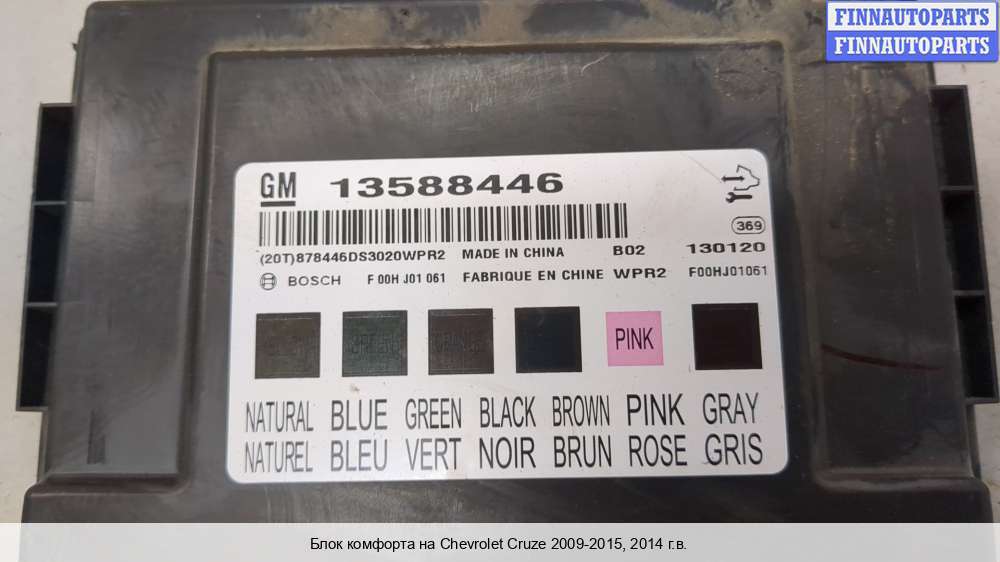 FINNAUTOPARTS
FINNAUTOPARTS
GM 13588446
369
(20T)878446DS3020WPR2 MADE IN CHINA B02 130120
BOSCH F 00H J01 061 FABRIQUE EN CHINE WPR2 F00HJ01061
PINK
NATURAL BLUE GREEN BLACK BROWN PINK GRAY
NATUREL BLEU VERT NOIR BRUN ROSE GRIS
Блок комфорта на Chevrolet Cruze 2009-2015, 2014 г.в.